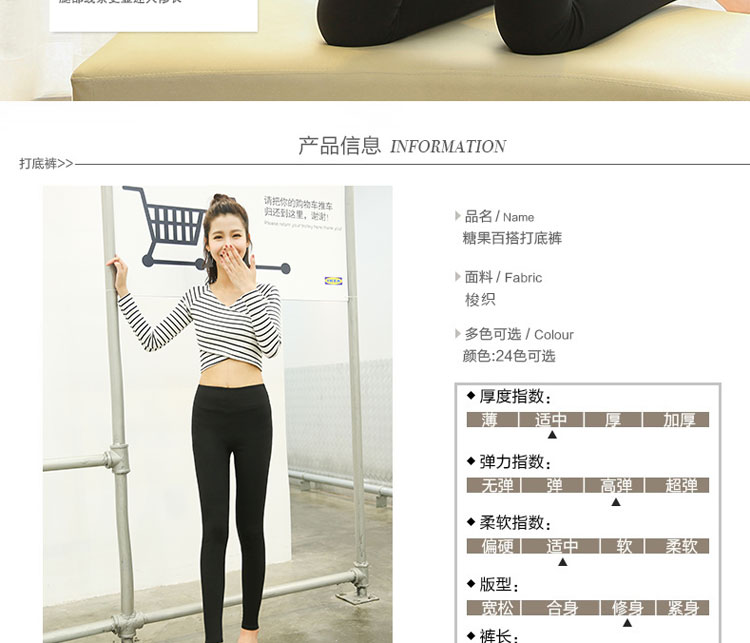 产品信息 INFORMATION
打底裤>>
请把你的购物车推车
归还到这里，谢谢!
Please return your trolley here thank you!
品名 / Name
糖果百搭打底裤
面料 / Fabric
梭织
多色可选 / Colour
颜色:24色可选
◆ 厚度指数：
薄 | 适中 | 厚 | 加厚
◆ 弹力指数：
无弹 | 弹 | 高弹 | 超弹
◆ 柔软指数：
偏硬 | 适中 | 软 | 柔软
◆ 版型：
宽松 | 合身 | 修身 | 紧身
◆ 裤长：